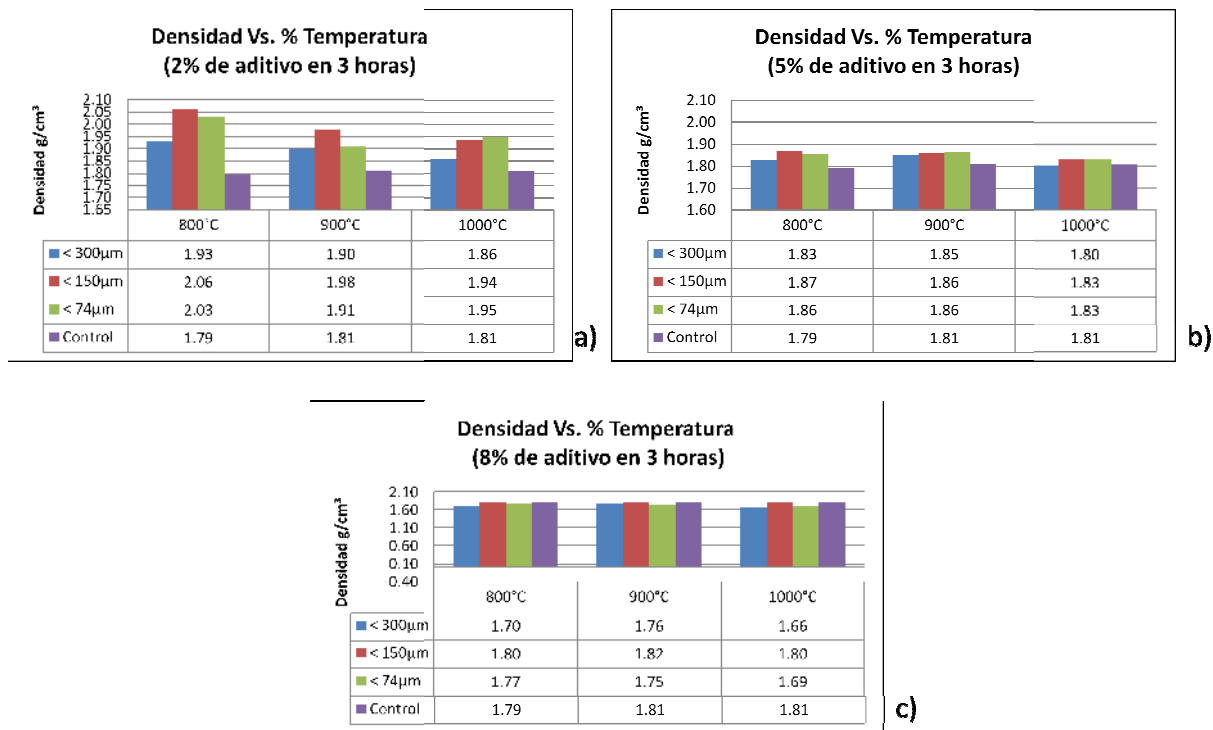 Densidad Vs. % Temperatura
(2% de aditivo en 3 horas)
Densidad g/cm³
2.10
2.05
2.00
1.95
1.90
1.85
1.80
1.75
1.70
1.65
800°C 900°C 1000°C
< 300µm 1.93 1.90 1.86
< 150µm 2.06 1.98 1.94
< 74µm 2.03 1.91 1.95
Control 1.79 1.81 1.81
a)
Densidad Vs. % Temperatura
(5% de aditivo en 3 horas)
Densidad g/cm³
2.10
2.00
1.90
1.80
1.70
1.60
800°C 900°C 1000°C
< 300µm 1.83 1.85 1.80
< 150µm 1.87 1.86 1.83
< 74µm 1.86 1.86 1.83
Control 1.79 1.81 1.81
b)
Densidad Vs. % Temperatura
(8% de aditivo en 3 horas)
Densidad g/cm³
2.10
1.60
1.10
0.60
0.10
-0.40
800°C 900°C 1000°C
< 300µm 1.70 1.76 1.66
< 150µm 1.80 1.82 1.80
< 74µm 1.77 1.75 1.69
Control 1.79 1.81 1.81
c)